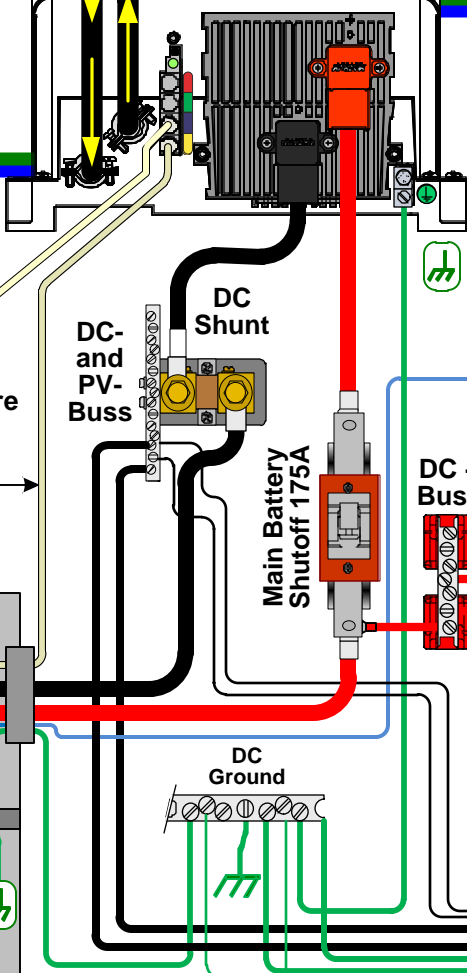 DC
Shunt
DC-
and
PV-
Buss
re
Main Battery
Shutoff 175A
DC -
Bus
DC
Ground